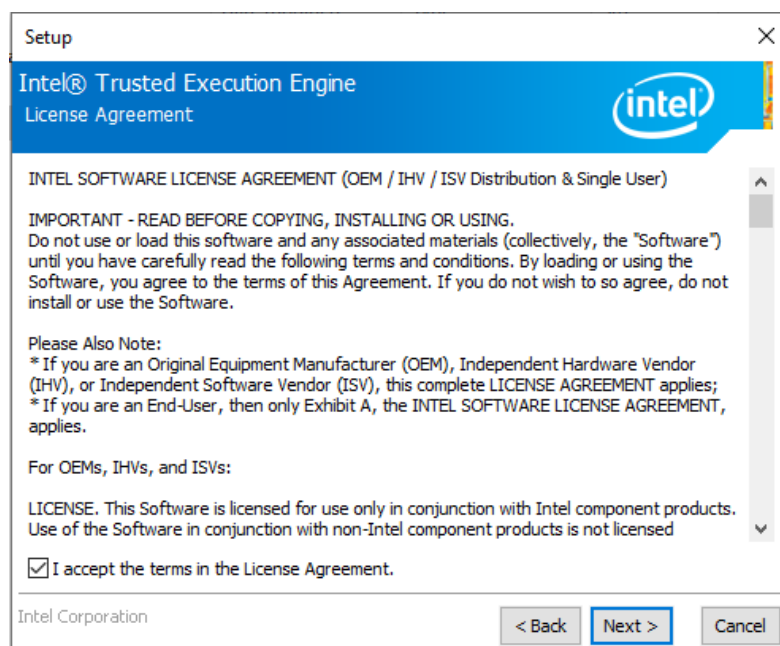 Setup
Intel® Trusted Execution Engine
License Agreement
intel
INTEL SOFTWARE LICENSE AGREEMENT (OEM / IHV / ISV Distribution & Single User)
IMPORTANT - READ BEFORE COPYING, INSTALLING OR USING.
Do not use or load this software and any associated materials (collectively, the "Software")
until you have carefully read the following terms and conditions. By loading or using the
Software, you agree to the terms of this Agreement. If you do not wish to so agree, do not
install or use the Software.
Please Also Note:
* If you are an Original Equipment Manufacturer (OEM), Independent Hardware Vendor
(IHV), or Independent Software Vendor (ISV), this complete LICENSE AGREEMENT applies;
* If you are an End-User, then only Exhibit A, the INTEL SOFTWARE LICENSE AGREEMENT,
applies.
For OEMs, IHVs, and ISVs:
LICENSE. This Software is licensed for use only in conjunction with Intel component products.
Use of the Software in conjunction with non-Intel component products is not licensed
I accept the terms in the License Agreement.
Intel Corporation
< Back
Next >
Cancel